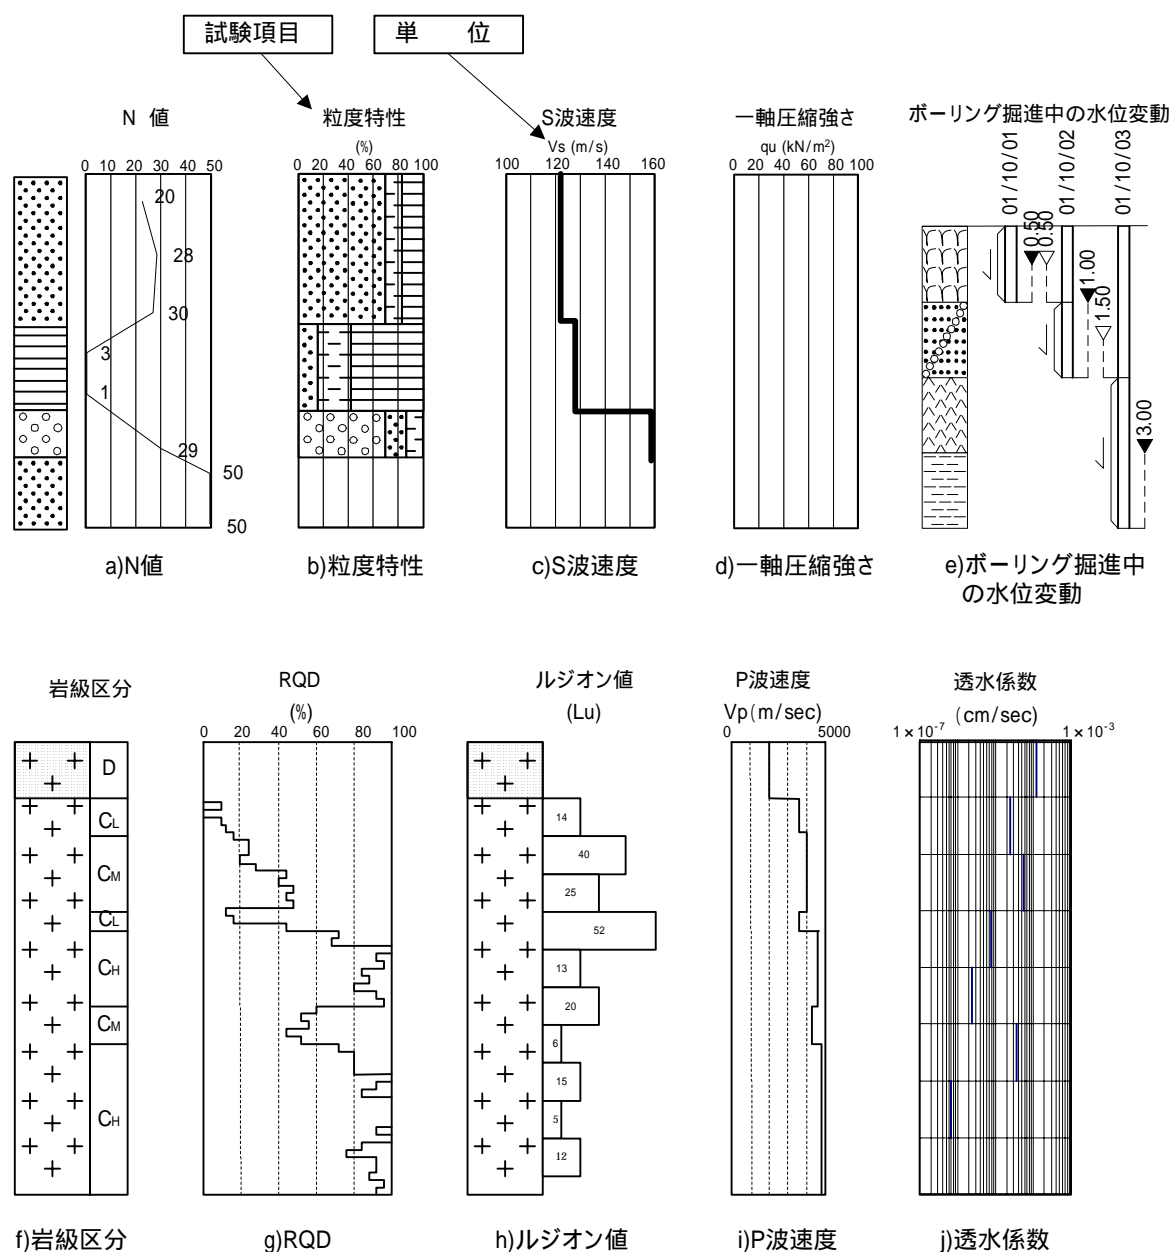 試験項目
単 位
N 値
0 10 20 30 40 50
20
28
30
3
1
29
50
50
a)N値
粒度特性
(%)
0 20 40 60 80 100
b)粒度特性
S波速度
Vs (m/s)
100 120 140 160
c)S波速度
一軸圧縮強さ
qu (kN/m²)
0 20 40 60 80 100
d)一軸圧縮強さ
ボーリング掘進中の水位変動
01/10/01
01/10/02
01/10/03
0.50
0.50
1.00
1.50
3.00
e)ボーリング掘進中
の水位変動
岩級区分
D
CL
CM
CL
CH
CM
CH
f)岩級区分
RQD
(%)
0 20 40 60 100
g)RQD
ルジオン値
(Lu)
14
40
25
52
13
20
6
15
5
12
h)ルジオン値
P波速度
Vp(m/sec)
0 5000
i)P波速度
透水係数
(cm/sec)
1×10⁻⁷ 1×10⁻³
j)透水係数